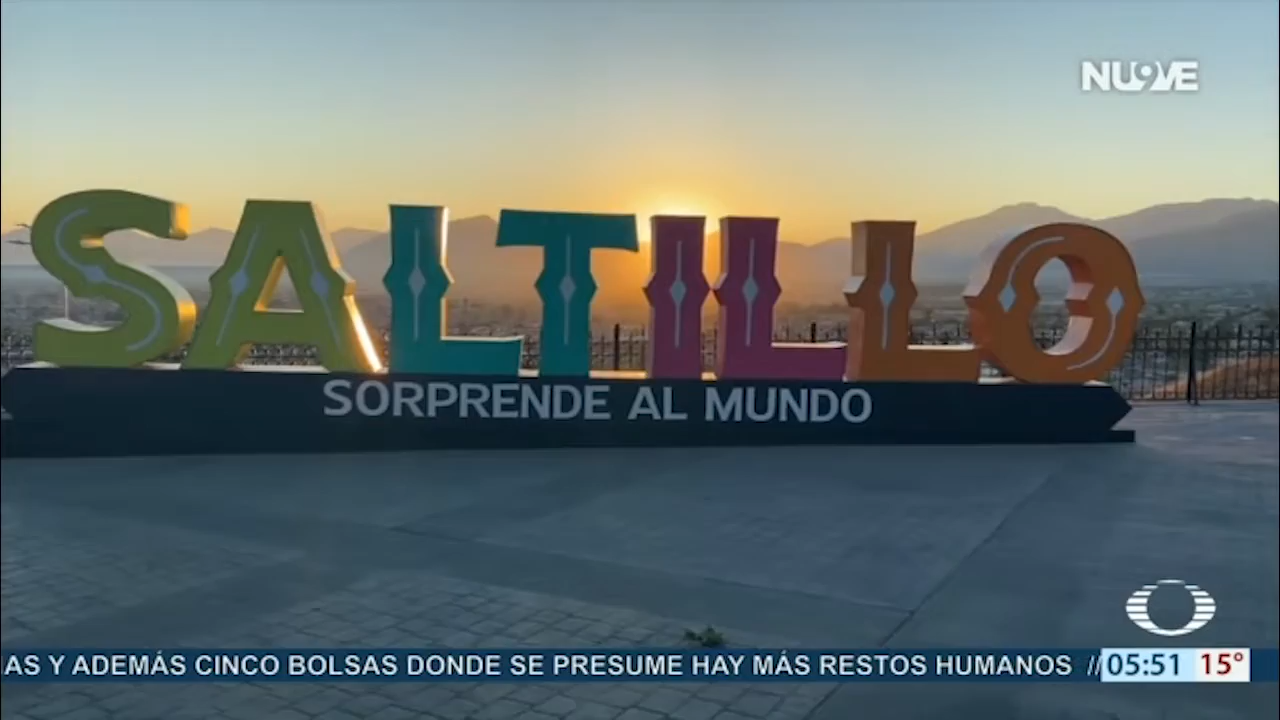 NU9VE
SALTILLO
SORPRENDE AL MUNDO
AS Y ADEMÁS CINCO BOLSAS DONDE SE PRESUME HAY MÁS RESTOS HUMANOS //
05:51 15°